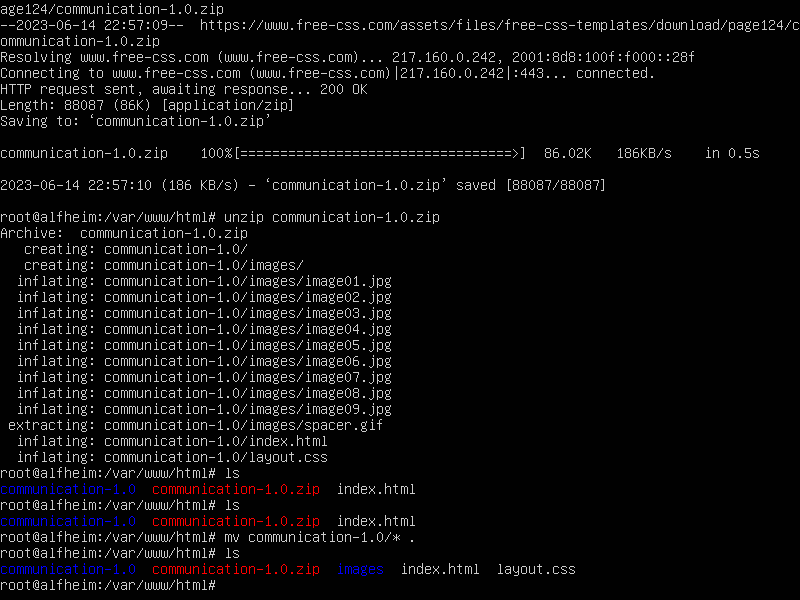 age124/communication-1.0.zip
--2023-06-14 22:57:09--  https://www.free-css.com/assets/files/free-css-templates/download/page124/c
ommunication-1.0.zip
Resolving www.free-css.com (www.free-css.com)... 217.160.0.242, 2001:8d8:100f:f000::28f
Connecting to www.free-css.com (www.free-css.com)|217.160.0.242|:443... connected.
HTTP request sent, awaiting response... 200 OK
Length: 88087 (86K) [application/zip]
Saving to: ‘communication-1.0.zip’
communication-1.0.zip    100%[==================================>]  86.02K   186KB/s    in 0.5s
2023-06-14 22:57:10 (186 KB/s) - ‘communication-1.0.zip’ saved [88087/88087]
root@alfheim:/var/www/html# unzip communication-1.0.zip
Archive:  communication-1.0.zip
   creating: communication-1.0/
   creating: communication-1.0/images/
  inflating: communication-1.0/images/image01.jpg
  inflating: communication-1.0/images/image02.jpg
  inflating: communication-1.0/images/image03.jpg
  inflating: communication-1.0/images/image04.jpg
  inflating: communication-1.0/images/image05.jpg
  inflating: communication-1.0/images/image06.jpg
  inflating: communication-1.0/images/image07.jpg
  inflating: communication-1.0/images/image08.jpg
  inflating: communication-1.0/images/image09.jpg
 extracting: communication-1.0/images/spacer.gif
  inflating: communication-1.0/index.html
  inflating: communication-1.0/layout.css
root@alfheim:/var/www/html# ls
communication-1.0  communication-1.0.zip  index.html
root@alfheim:/var/www/html# ls
communication-1.0  communication-1.0.zip  index.html
root@alfheim:/var/www/html# mv communication-1.0/* .
root@alfheim:/var/www/html# ls
communication-1.0  communication-1.0.zip  images  index.html  layout.css
root@alfheim:/var/www/html#